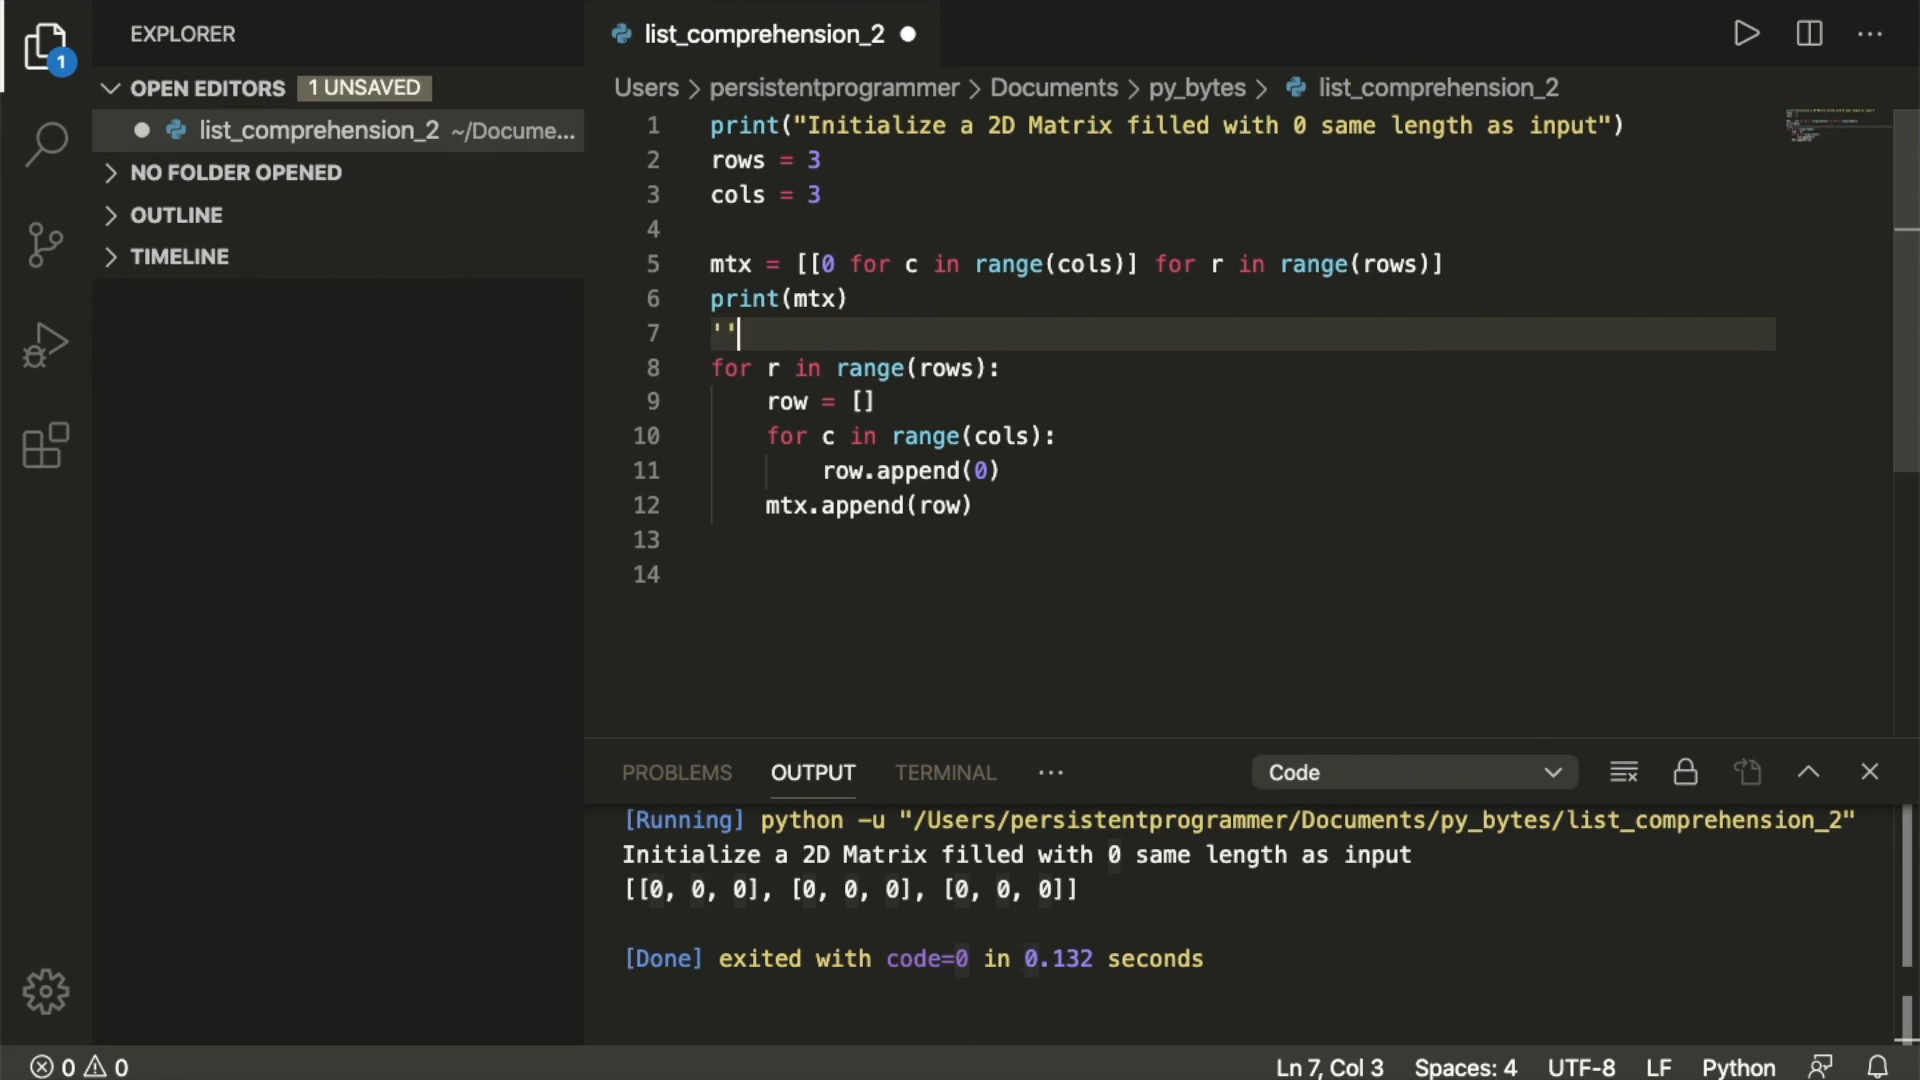 EXPLORER
OPEN EDITORS 1 UNSAVED
list_comprehension_2 ~/Docume...
NO FOLDER OPENED
OUTLINE
TIMELINE
1
list_comprehension_2
Users > persistentprogrammer > Documents > py_bytes > list_comprehension_2
1 print("Initialize a 2D Matrix filled with 0 same length as input")
2 rows = 3
3 cols = 3
4
5 mtx = [[0 for c in range(cols)] for r in range(rows)]
6 print(mtx)
7 ''
8 for r in range(rows):
9 row = []
10 for c in range(cols):
11 row.append(0)
12 mtx.append(row)
13
14
PROBLEMS OUTPUT TERMINAL ... Code
[Running] python -u "/Users/persistentprogrammer/Documents/py_bytes/list_comprehension_2"
Initialize a 2D Matrix filled with 0 same length as input
[[0, 0, 0], [0, 0, 0], [0, 0, 0]]
[Done] exited with code=0 in 0.132 seconds
0 0 Ln 7, Col 3 Spaces: 4 UTF-8 LF Python